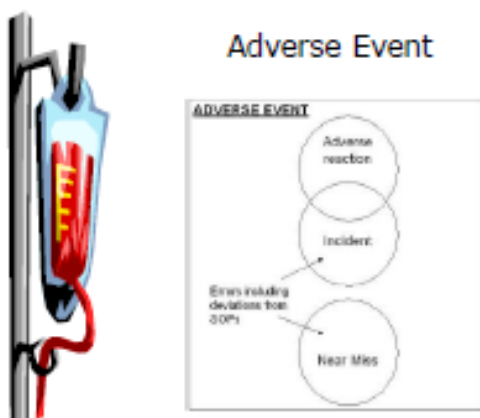 Adverse Event
ADVERSE EVENT
Adverse
reaction
Incident
Errors including
deviations from
SOPs
Near Miss